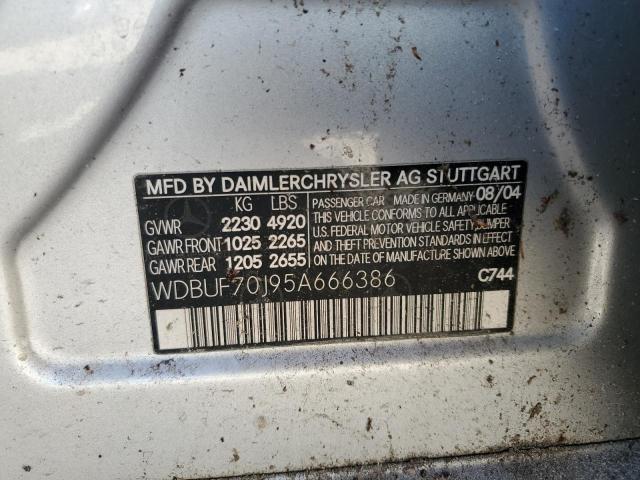 MFD BY DAIMLERCHRYSLER AG STUTTGART
KG LBS
GVWR 2230 4920
GAWR FRONT 1025 2265
GAWR REAR 1205 2655
PASSENGER CAR MADE IN GERMANY 08/04
THIS VEHICLE CONFORMS TO ALL APPLICABLE
U.S. FEDERAL MOTOR VEHICLE SAFETY, BUMPER,
AND THEFT PREVENTION STANDARDS IN EFFECT
ON THE DATE OF MANUFACTURE SHOWN ABOVE.
WDBUF70J95A666386
C744